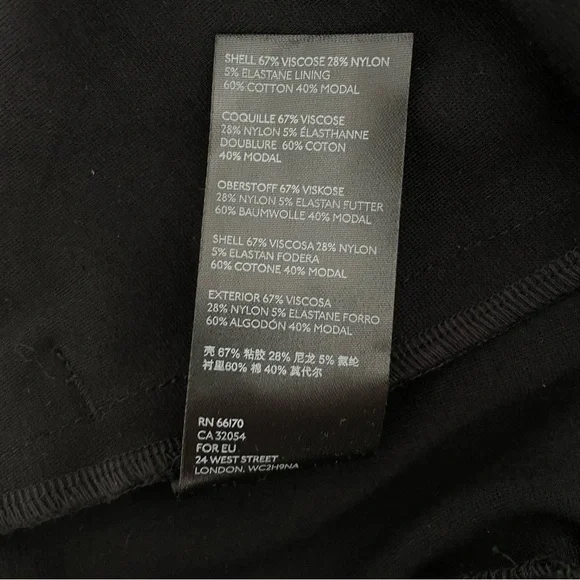 SHELL 67% VISCOSE 28% NYLON
5% ELASTANE LINING
60% COTTON 40% MODAL
COQUILLE 67% VISCOSE
28% NYLON 5% ÉLASTHANNE
DOUBLURE 60% COTON
40% MODAL
OBERSTOFF 67% VISKOSE
28% NYLON 5% ELASTAN FUTTER
60% BAUMWOLLE 40% MODAL
SHELL 67% VISCOSA 28% NYLON
5% ELASTAN FODERA
60% COTONE 40% MODAL
EXTERIOR 67% VISCOSA
28% NYLON 5% ELASTANE FORRO
60% ALGODÓN 40% MODAL
壳 67% 粘胶 28% 尼龙 5% 氨纶
衬里60% 棉 40% 莫代尔
RN 66170
CA 32054
FOR EU
24 WEST STREET
LONDON, WC2H9NA